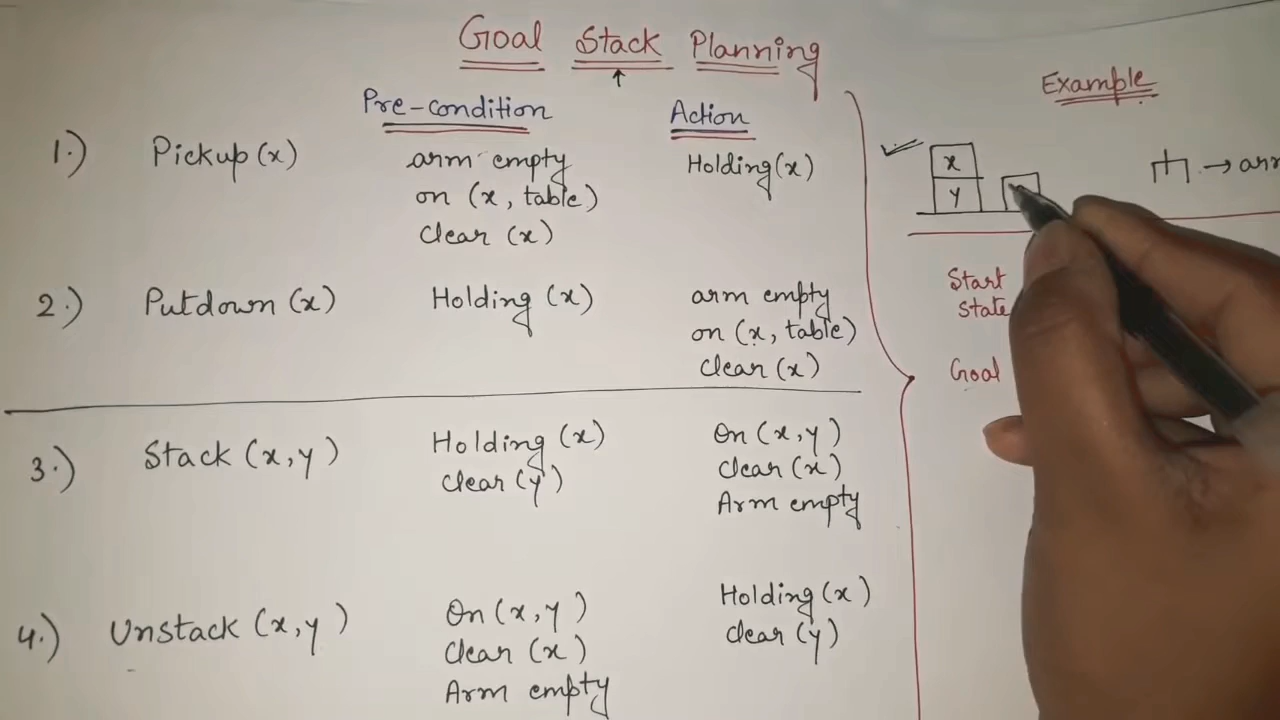 Goal Stack Planning
Pre-condition Action
1.) Pickup (x) arm empty Holding (x)
on (x, table)
clear (x)
2.) Putdown (x) Holding (x) arm empty
on (x, table)
clear (x)
3.) Stack (x, y) Holding (x) On (x, y)
clear (y) clear (x)
Arm empty
4.) Unstack (x, y) On (x, y) Holding (x)
clear (x) clear (y)
Arm empty
Example
x
y
→ arm
Start
state
Goal